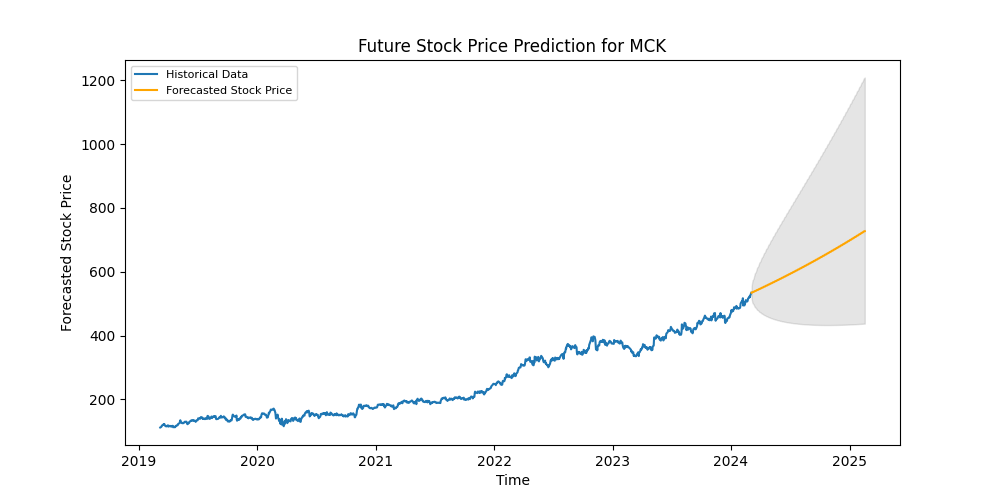 Future Stock Price Prediction for MCK
Historical Data
Forecasted Stock Price
Forecasted Stock Price
1200
1000
800
600
400
200
2019 2020 2021 2022 2023 2024 2025
Time